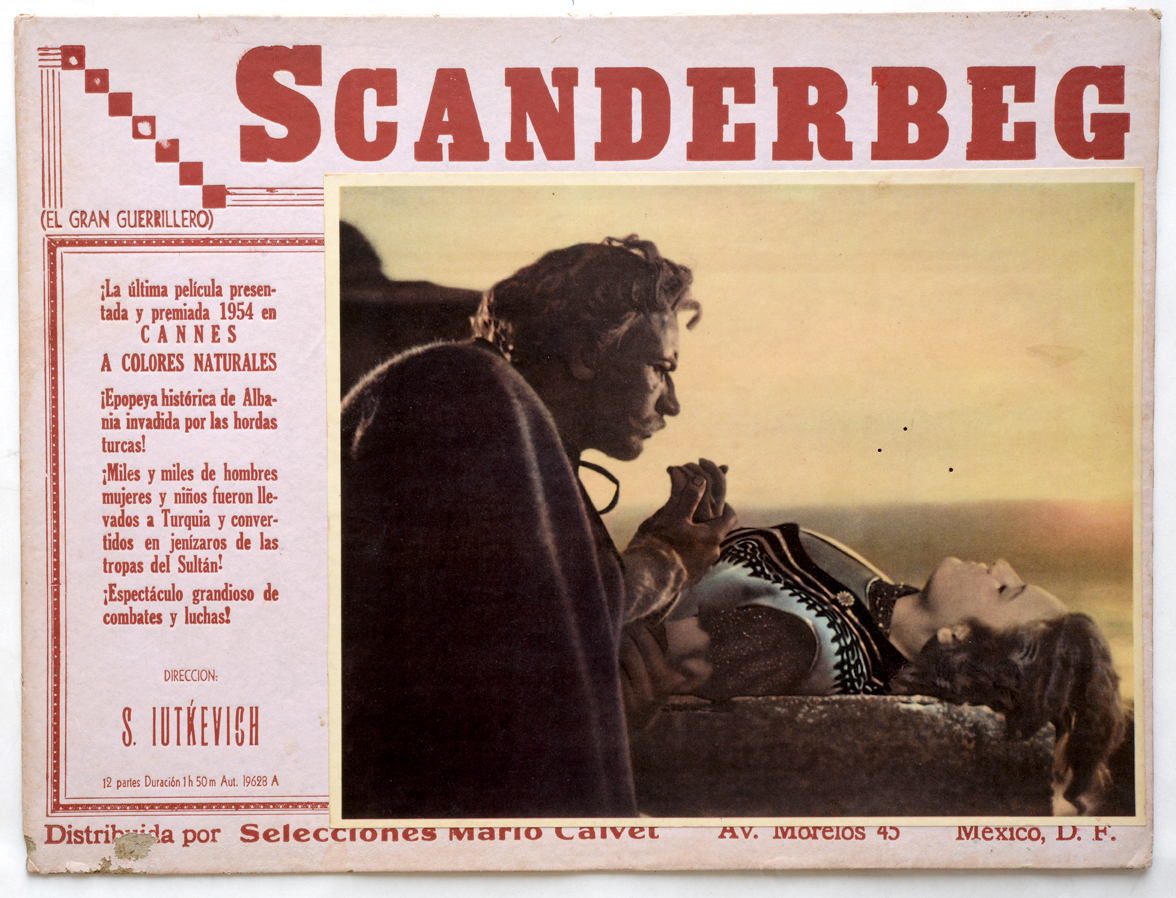 SCANDERBEG
(EL GRAN GUERRILLERO)
¡La última película presen-
tada y premiada 1954 en
CANNES
A COLORES NATURALES
¡Epopeya histórica de Alba-
nia invadida por las hordas
turcas!
¡Miles y miles de hombres
mujeres y niños fueron lle-
vados a Turquia y conver-
tidos en jenízaros de las
tropas del Sultán!
¡Espectáculo grandioso de
combates y luchas!
DIRECCION:
S. IUTKÉVICH
12 partes Duración 1 h 50 m Aut. 19628 A
Distribuida por Selecciones Mario Calvet Av. Morelos 45 México, D. F.